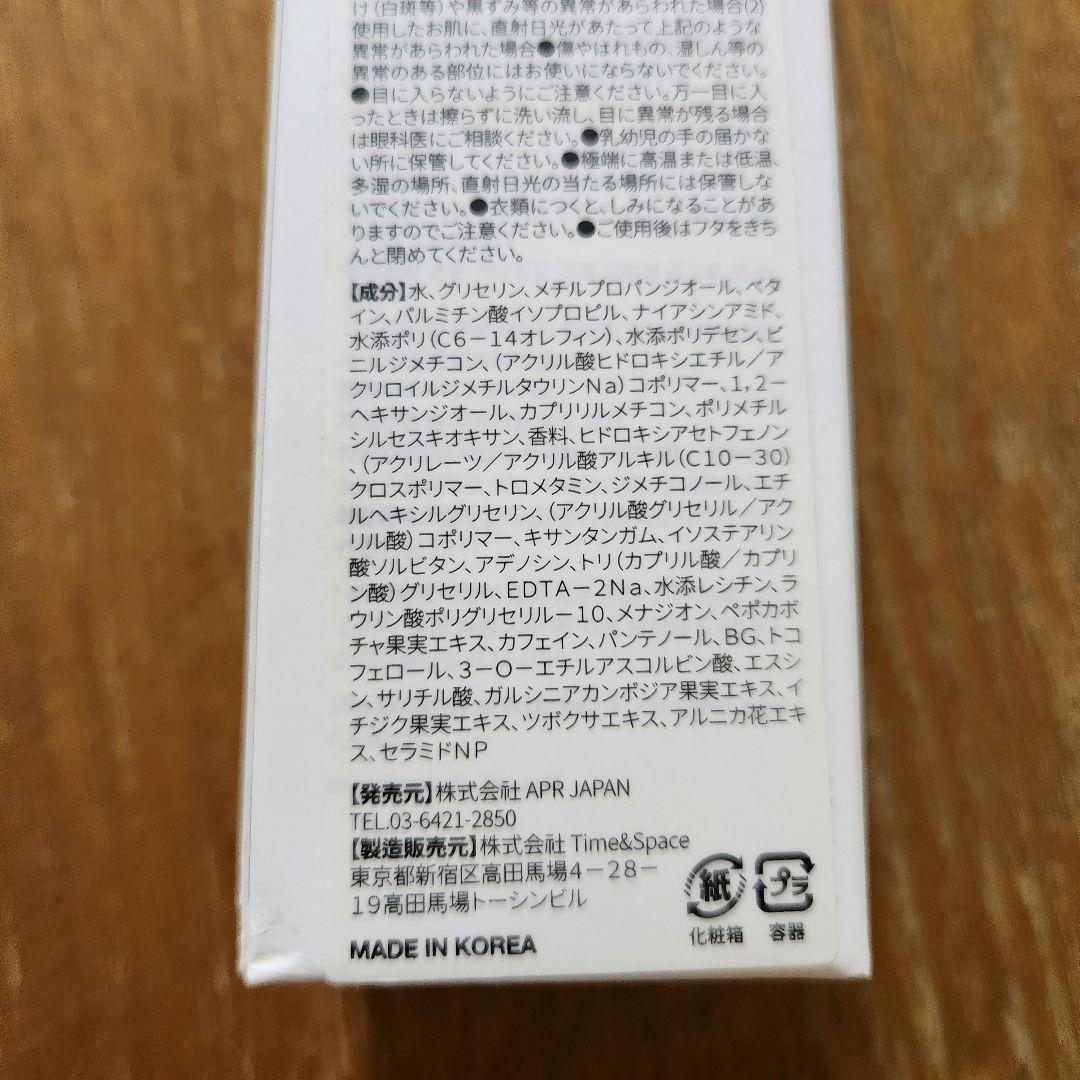 け(白斑等)や黒ずみ等の異常があらわれた場合(2)
使用したお肌に、直射日光があたって上記のような
異常があらわれた場合●傷やはれもの、湿しん等の
異常のある部位にはお使いにならないでください。
●目に入らないようにご注意ください。万一目に入
ったときは擦らずに洗い流し、目に異常が残る場合
は眼科医にご相談ください。●乳幼児の手の届かな
い所に保管してください。●極端に高温または低温、
多湿の場所、直射日光の当たる場所には保管しな
いでください。●衣類につくと、しみになることがあ
りますのでご注意ください。●ご使用後はフタをきち
んと閉めてください。
【成分】水、グリセリン、メチルプロパンジオール、ベタ
イン、パルミチン酸イソプロピル、ナイアシンアミド、
水添ポリ(C6-14オレフィン)、水添ポリデセン、ビ
ニルジメチコン、(アクリル酸ヒドロキシエチル/ア
クリロイルジメチルタウリンNa)コポリマー、1,2-
ヘキサンジオール、カプリリルメチコン、ポリメチル
シルセスキオキサン、香料、ヒドロキシアセトフェノン
、(アクリレーツ/アクリル酸アルキル(C10-30)
クロスポリマー、トロメタミン、ジメチコノール、エチ
ルヘキシルグリセリン、(アクリル酸グリセリル/アク
リル酸)コポリマー、キサンタンガム、イソステアリン
酸ソルビタン、アデノシン、トリ(カプリル酸/カプリ
ン酸)グリセリル、EDTA-2Na、水添レシチン、ラ
ウリン酸ポリグリセリル-10、メナジオン、ペポカボ
チャ果実エキス、カフェイン、パンテノール、BG、トコ
フェロール、3-O-エチルアスコルビン酸、エスシ
ン、サリチル酸、ガルシニアカンボジア果実エキス、イ
チジク果実エキス、ツボクサエキス、アルニカ花エキ
ス、セラミドNP
【発売元】株式会社 APR JAPAN
TEL.03-6421-2850
【製造販売元】株式会社 Time&Space
東京都新宿区高田馬場4-28-
19高田馬場トーシンビル
MADE IN KOREA
紙
化粧箱
プラ
容器